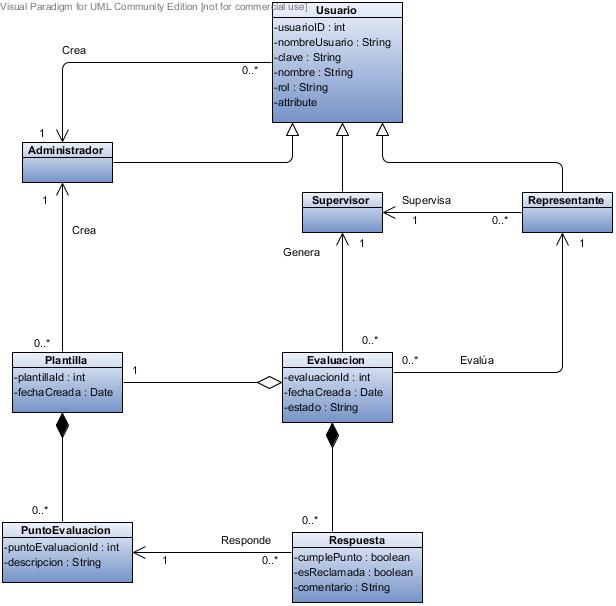 Visual Paradigm for UML Community Edition [not for commercial use]
Usuario
-usuarioID : int
-nombreUsuario : String
-clave : String
-nombre : String
-rol : String
-attribute
Crea
0..*
1
Administrador
1
Crea
Supervisor
Supervisa
1
0..*
Representante
1
1
Genera
0..*
0..*
Plantilla
-plantillaId : int
-fechaCreada : Date
1
Evaluacion
-evaluacionId : int
-fechaCreada : Date
-estado : String
0..*
Evalúa
0..*
0..*
PuntoEvaluacion
-puntoEvaluacionId : int
-descripcion : String
Responde
1
0..*
Respuesta
-cumplePunto : boolean
-esReclamada : boolean
-comentario : String